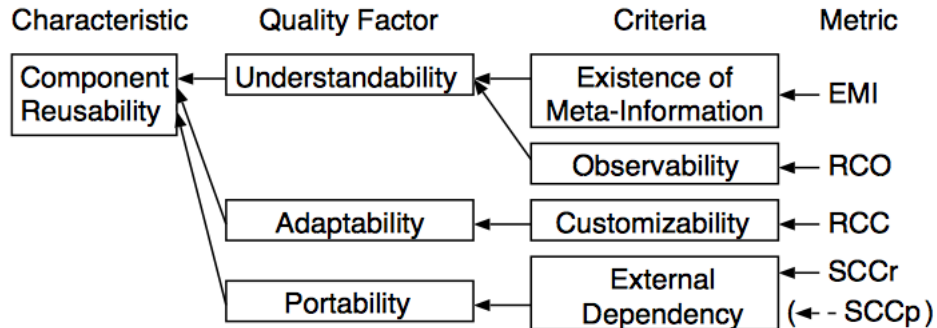 Characteristic Quality Factor Criteria Metric
Component
Reusability
Understandability
Existence of
Meta-Information
EMI
Observability
RCO
Adaptability
Customizability
RCC
Portability
External
Dependency
SCCr
( - SCCp )